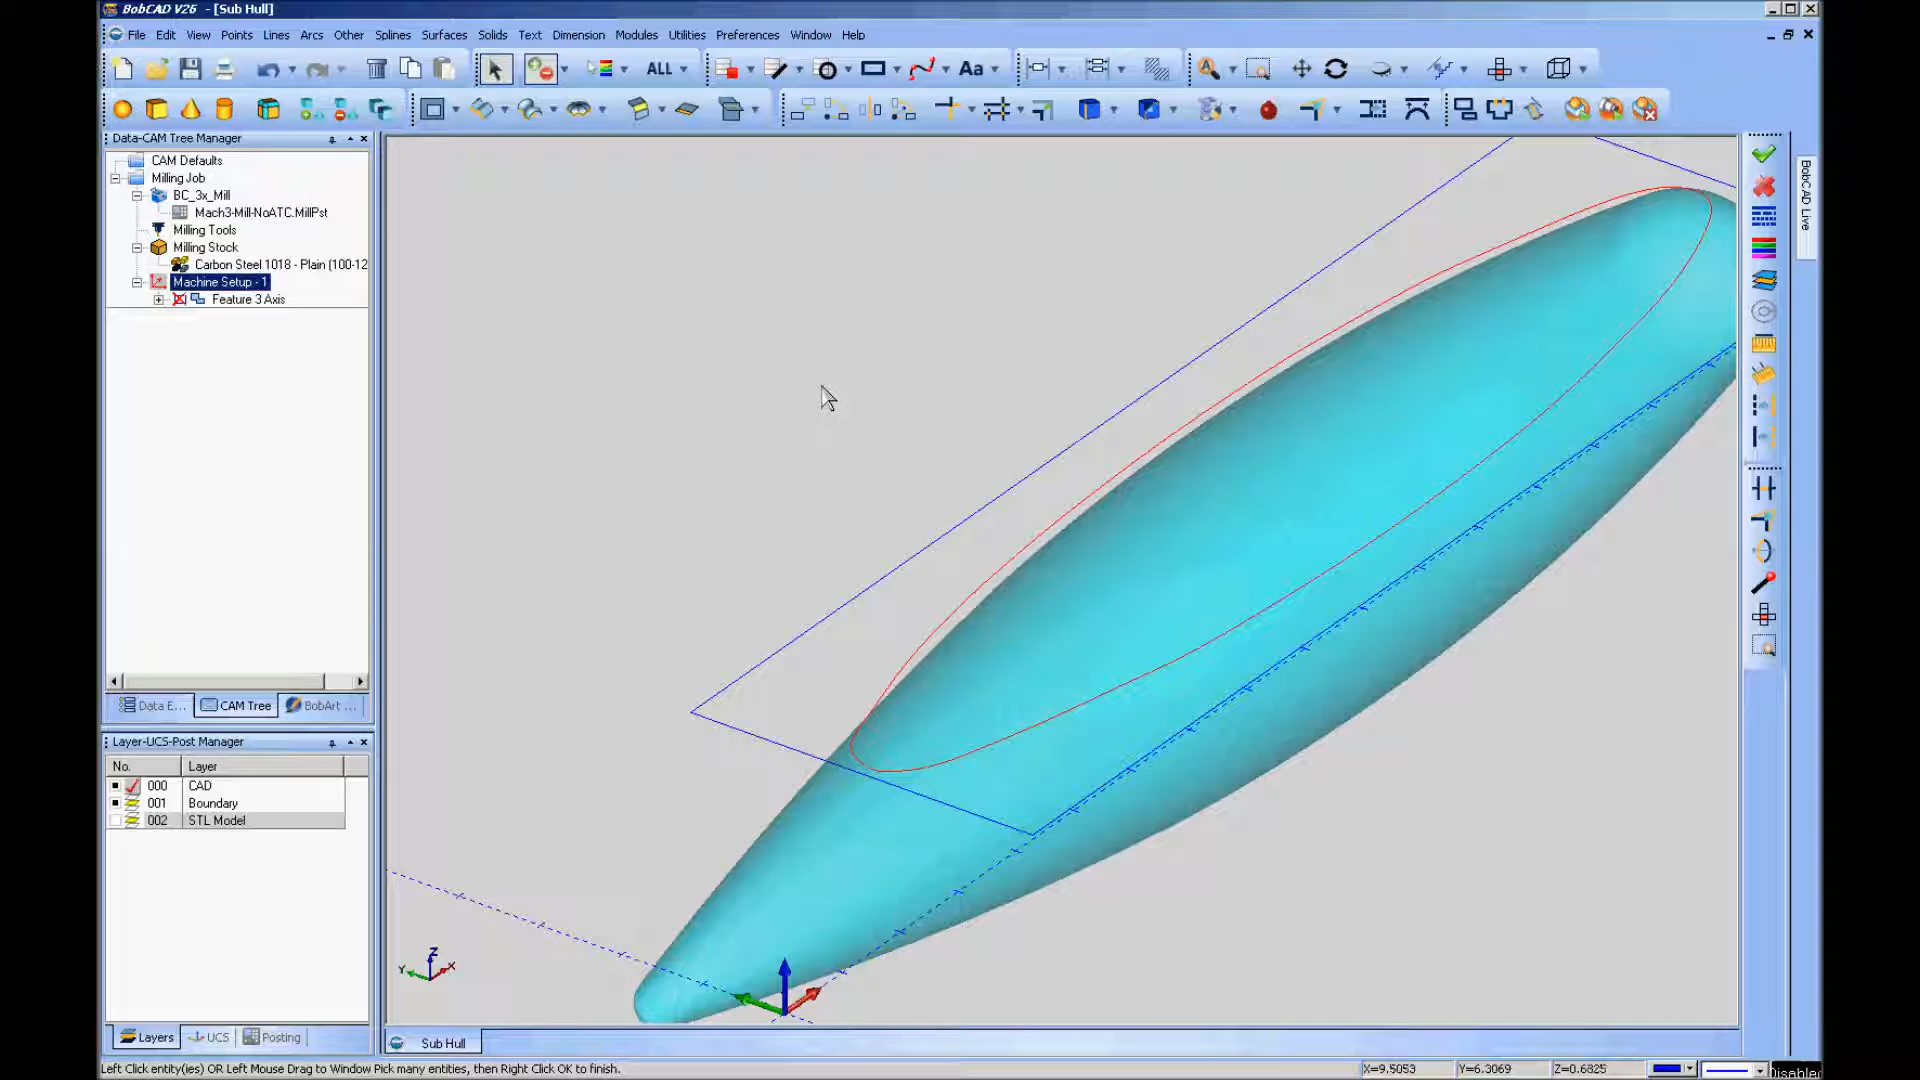 BobCAD V26 - [Sub Hull]
File Edit View Points Lines Arcs Other Splines Surfaces Solids Text Dimension Modules Utilities Preferences Window Help
ALL Aa
Data-CAM Tree Manager
CAM Defaults
Milling Job
BC_3x_Mill
Mach3-Mill-NoATC.MillPst
Milling Tools
Milling Stock
Carbon Steel 1018 - Plain (100-12
Machine Setup - 1
Feature 3 Axis
Data E... CAM Tree BobArt ...
Layer-UCS-Post Manager
No. Layer
000 CAD
001 Boundary
002 STL Model
Layers UCS Posting
BobCAD Live
Z
Y X
Sub Hull
Left Click entity(ies) OR Left Mouse Drag to Window Pick many entities, then Right Click OK to finish.
X=9.5053 Y=6.3069 Z=0.6825